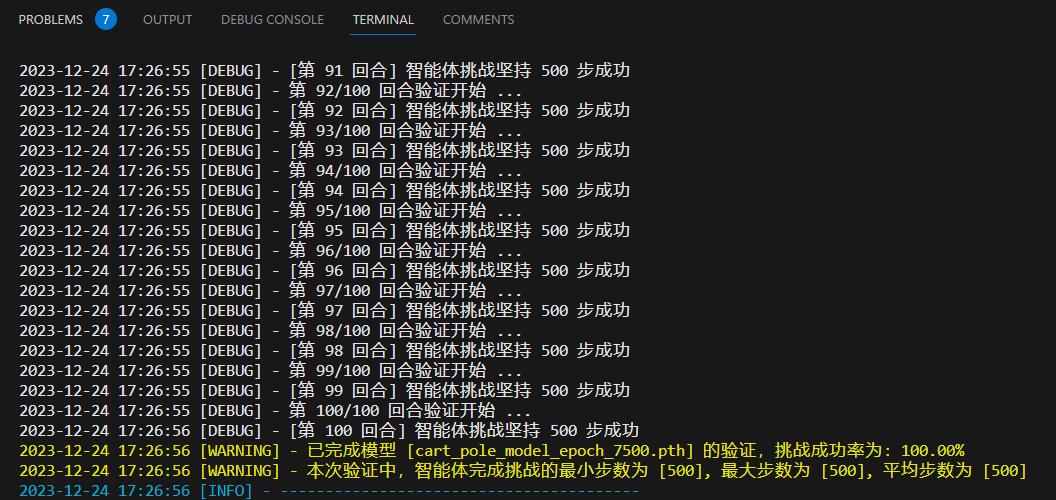 PROBLEMS 7 OUTPUT DEBUG CONSOLE TERMINAL COMMENTS
2023-12-24 17:26:55 [DEBUG] - [第 91 回合] 智能体挑战坚持 500 步成功
2023-12-24 17:26:55 [DEBUG] - 第 92/100 回合验证开始 ...
2023-12-24 17:26:55 [DEBUG] - [第 92 回合] 智能体挑战坚持 500 步成功
2023-12-24 17:26:55 [DEBUG] - 第 93/100 回合验证开始 ...
2023-12-24 17:26:55 [DEBUG] - [第 93 回合] 智能体挑战坚持 500 步成功
2023-12-24 17:26:55 [DEBUG] - 第 94/100 回合验证开始 ...
2023-12-24 17:26:55 [DEBUG] - [第 94 回合] 智能体挑战坚持 500 步成功
2023-12-24 17:26:55 [DEBUG] - 第 95/100 回合验证开始 ...
2023-12-24 17:26:55 [DEBUG] - [第 95 回合] 智能体挑战坚持 500 步成功
2023-12-24 17:26:55 [DEBUG] - 第 96/100 回合验证开始 ...
2023-12-24 17:26:55 [DEBUG] - [第 96 回合] 智能体挑战坚持 500 步成功
2023-12-24 17:26:55 [DEBUG] - 第 97/100 回合验证开始 ...
2023-12-24 17:26:55 [DEBUG] - [第 97 回合] 智能体挑战坚持 500 步成功
2023-12-24 17:26:55 [DEBUG] - 第 98/100 回合验证开始 ...
2023-12-24 17:26:55 [DEBUG] - [第 98 回合] 智能体挑战坚持 500 步成功
2023-12-24 17:26:55 [DEBUG] - 第 99/100 回合验证开始 ...
2023-12-24 17:26:55 [DEBUG] - [第 99 回合] 智能体挑战坚持 500 步成功
2023-12-24 17:26:55 [DEBUG] - 第 100/100 回合验证开始 ...
2023-12-24 17:26:56 [DEBUG] - [第 100 回合] 智能体挑战坚持 500 步成功
2023-12-24 17:26:56 [WARNING] - 已完成模型 [cart_pole_model_epoch_7500.pth] 的验证，挑战成功率为: 100.00%
2023-12-24 17:26:56 [WARNING] - 本次验证中，智能体完成挑战的最小步数为 [500], 最大步数为 [500], 平均步数为 [500]
2023-12-24 17:26:56 [INFO] - ----------------------------------------